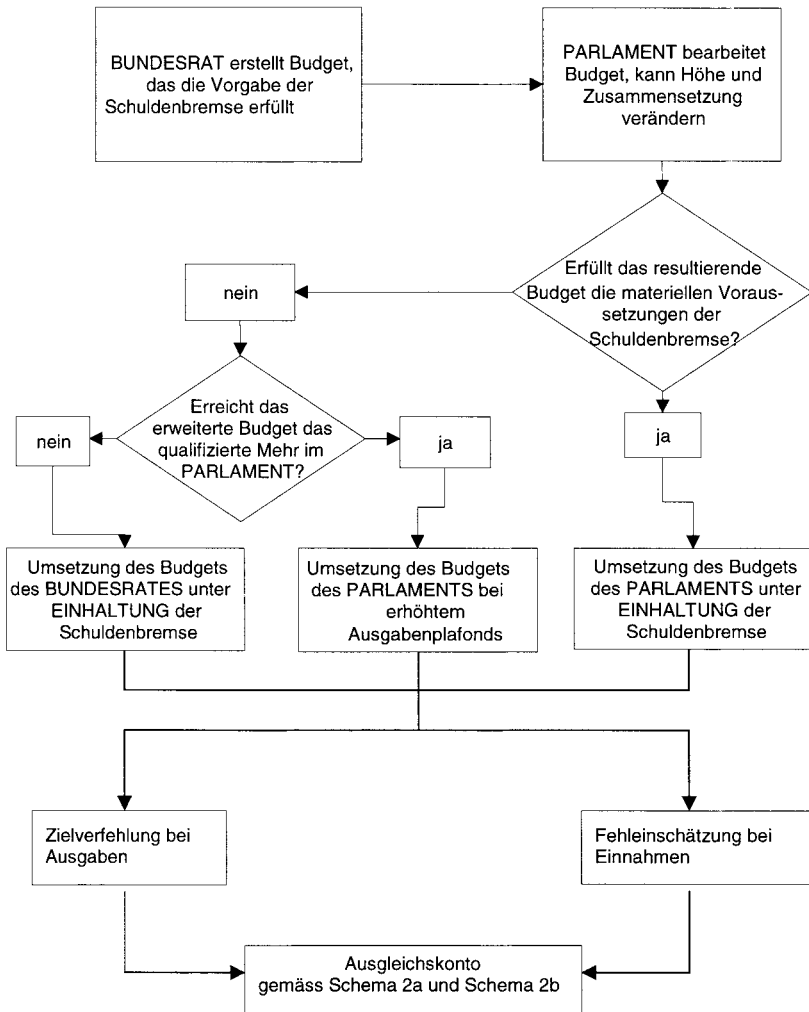 BUNDESRAT erstellt Budget,
das die Vorgabe der
Schuldenbremse erfüllt
PARLAMENT bearbeitet
Budget, kann Höhe und
Zusammensetzung
verändern
Erfüllt das resultierende
Budget die materiellen Voraus-
setzungen der
Schuldenbremse?
nein
Erreicht das
erweiterte Budget das
qualifizierte Mehr im
PARLAMENT?
nein
ja
ja
Umsetzung des Budgets
des BUNDESRATES unter
EINHALTUNG der
Schuldenbremse
Umsetzung des Budgets
des PARLAMENTS bei
erhöhtem
Ausgabenplafonds
Umsetzung des Budgets
des PARLAMENTS unter
EINHALTUNG der
Schuldenbremse
Zielverfehlung bei
Ausgaben
Fehleinschätzung bei
Einnahmen
Ausgleichskonto
gemäss Schema 2a und Schema 2b